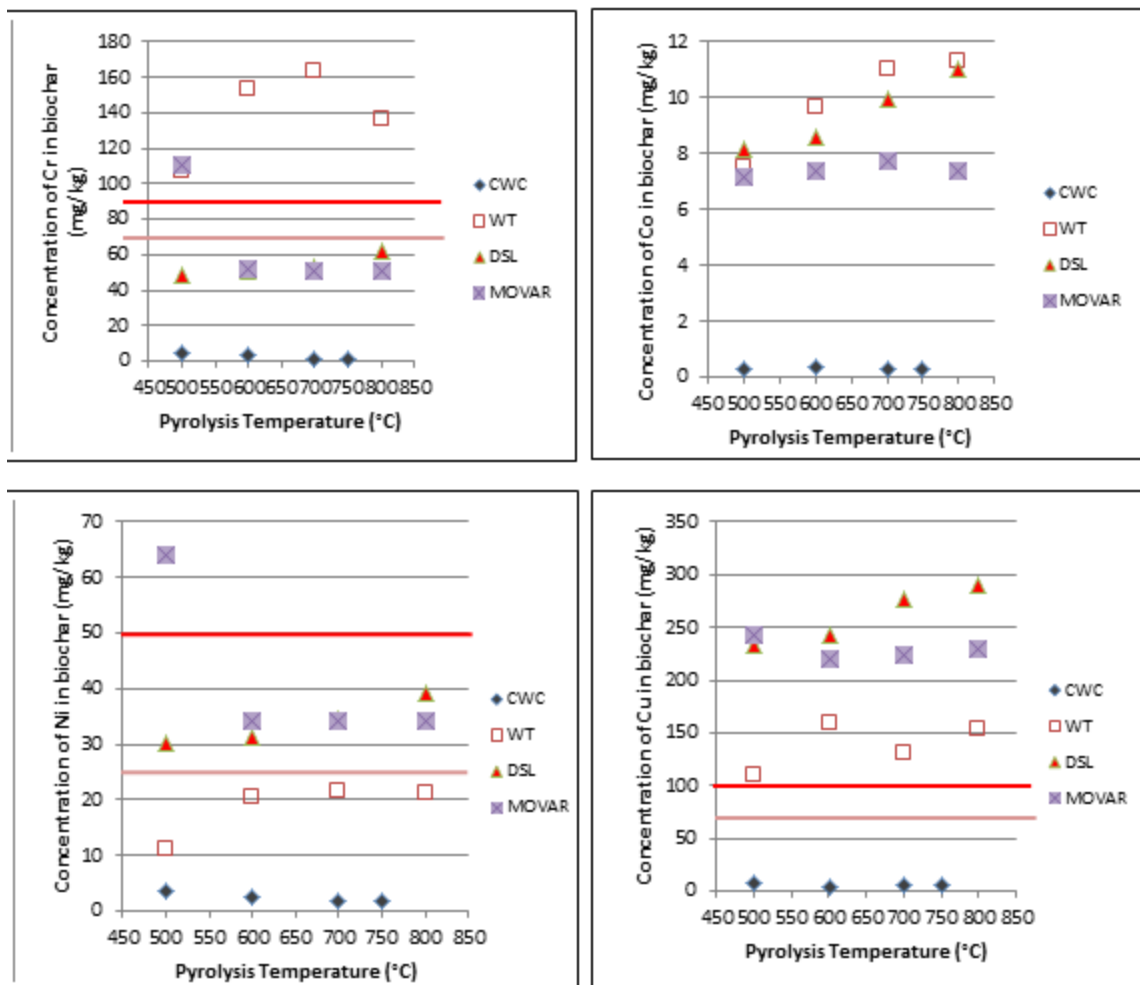 Concentration of Cr in biochar
(mg/kg)
180
160
140
120
100
80
60
40
20
0
450500550600650700750800850
Pyrolysis Temperature (°C)
CWC
WT
DSL
MOVAR
Concentration of Co in biochar (mg/kg)
12
10
8
6
4
2
0
450 500 550 600 650 700 750 800 850
Pyrolysis Temperature (°C)
CWC
WT
DSL
MOVAR
Concentration of Ni in biochar (mg/kg)
70
60
50
40
30
20
10
0
450 500 550 600 650 700 750 800 850
Pyrolysis Temperature (°C)
CWC
WT
DSL
MOVAR
Concentration of Cu in biochar (mg/kg)
350
300
250
200
150
100
50
0
450 500 550 600 650 700 750 800 850
Pyrolysis Temperature (°C)
CWC
WT
DSL
MOVAR